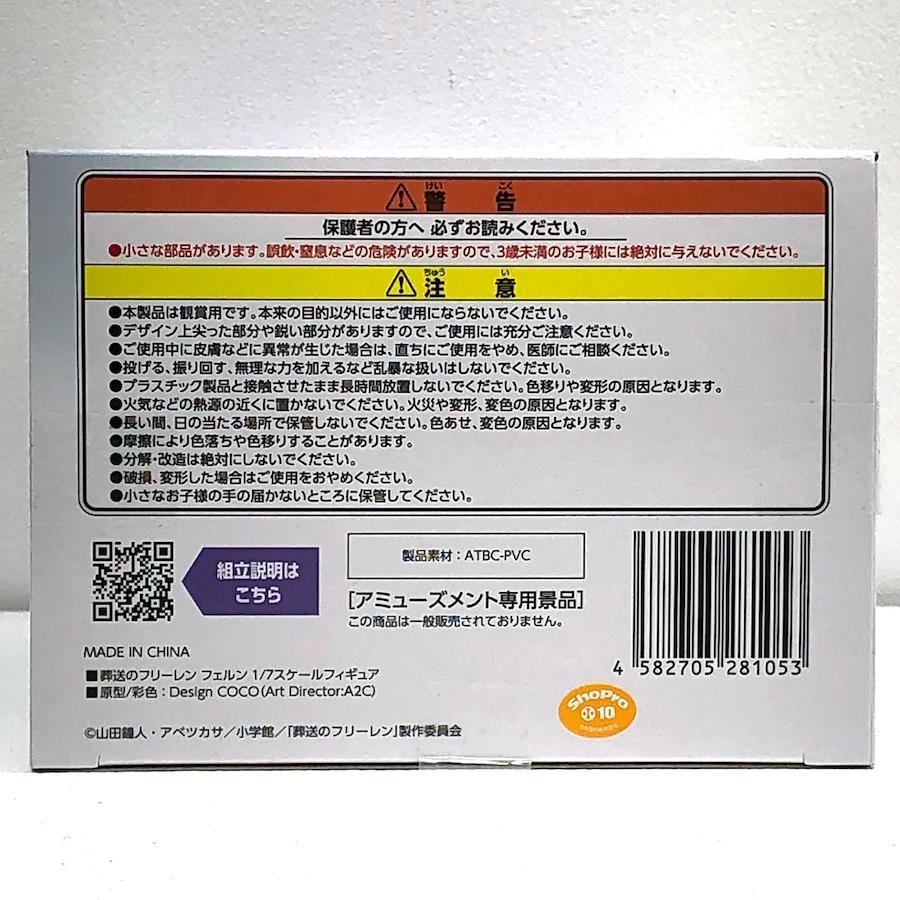 けい こく
⚠警 告
保護者の方へ 必ずお読みください。
●小さな部品があります。誤飲・窒息などの危険がありますので、3歳未満のお子様には絶対に与えないでください。
ちゅう い
⚠注 意
●本製品は観賞用です。本来の目的以外にはご使用にならないでください。
●デザイン上尖った部分や鋭い部分がありますので、ご使用には充分ご注意ください。
●ご使用中に皮膚などに異常が生じた場合は、直ちにご使用をやめ、医師にご相談ください。
●投げる、振り回す、無理な力を加えるなど乱暴な扱いはしないでください。
●プラスチック製品と接触させたまま長時間放置しないでください。色移りや変形の原因となります。
●火気などの熱源の近くに置かないでください。火災や変形、変色の原因となります。
●長い間、日の当たる場所で保管しないでください。色あせ、変色の原因となります。
●摩擦により色落ちや色移りすることがあります。
●分解・改造は絶対にしないでください。
●破損、変形した場合はご使用をおやめください。
●小さなお子様の手の届かないところに保管してください。
組立説明は
こちら
製品素材：ATBC-PVC
[アミューズメント専用景品]
この商品は一般販売されておりません。
4 582705 281053
MADE IN CHINA
■葬送のフリーレン フェルン 1/7スケールフィギュア
■原型/彩色：Design COCO(Art Director:A2C)
ShoPro
10
©山田鐘人・アベツカサ／小学館／「葬送のフリーレン」製作委員会